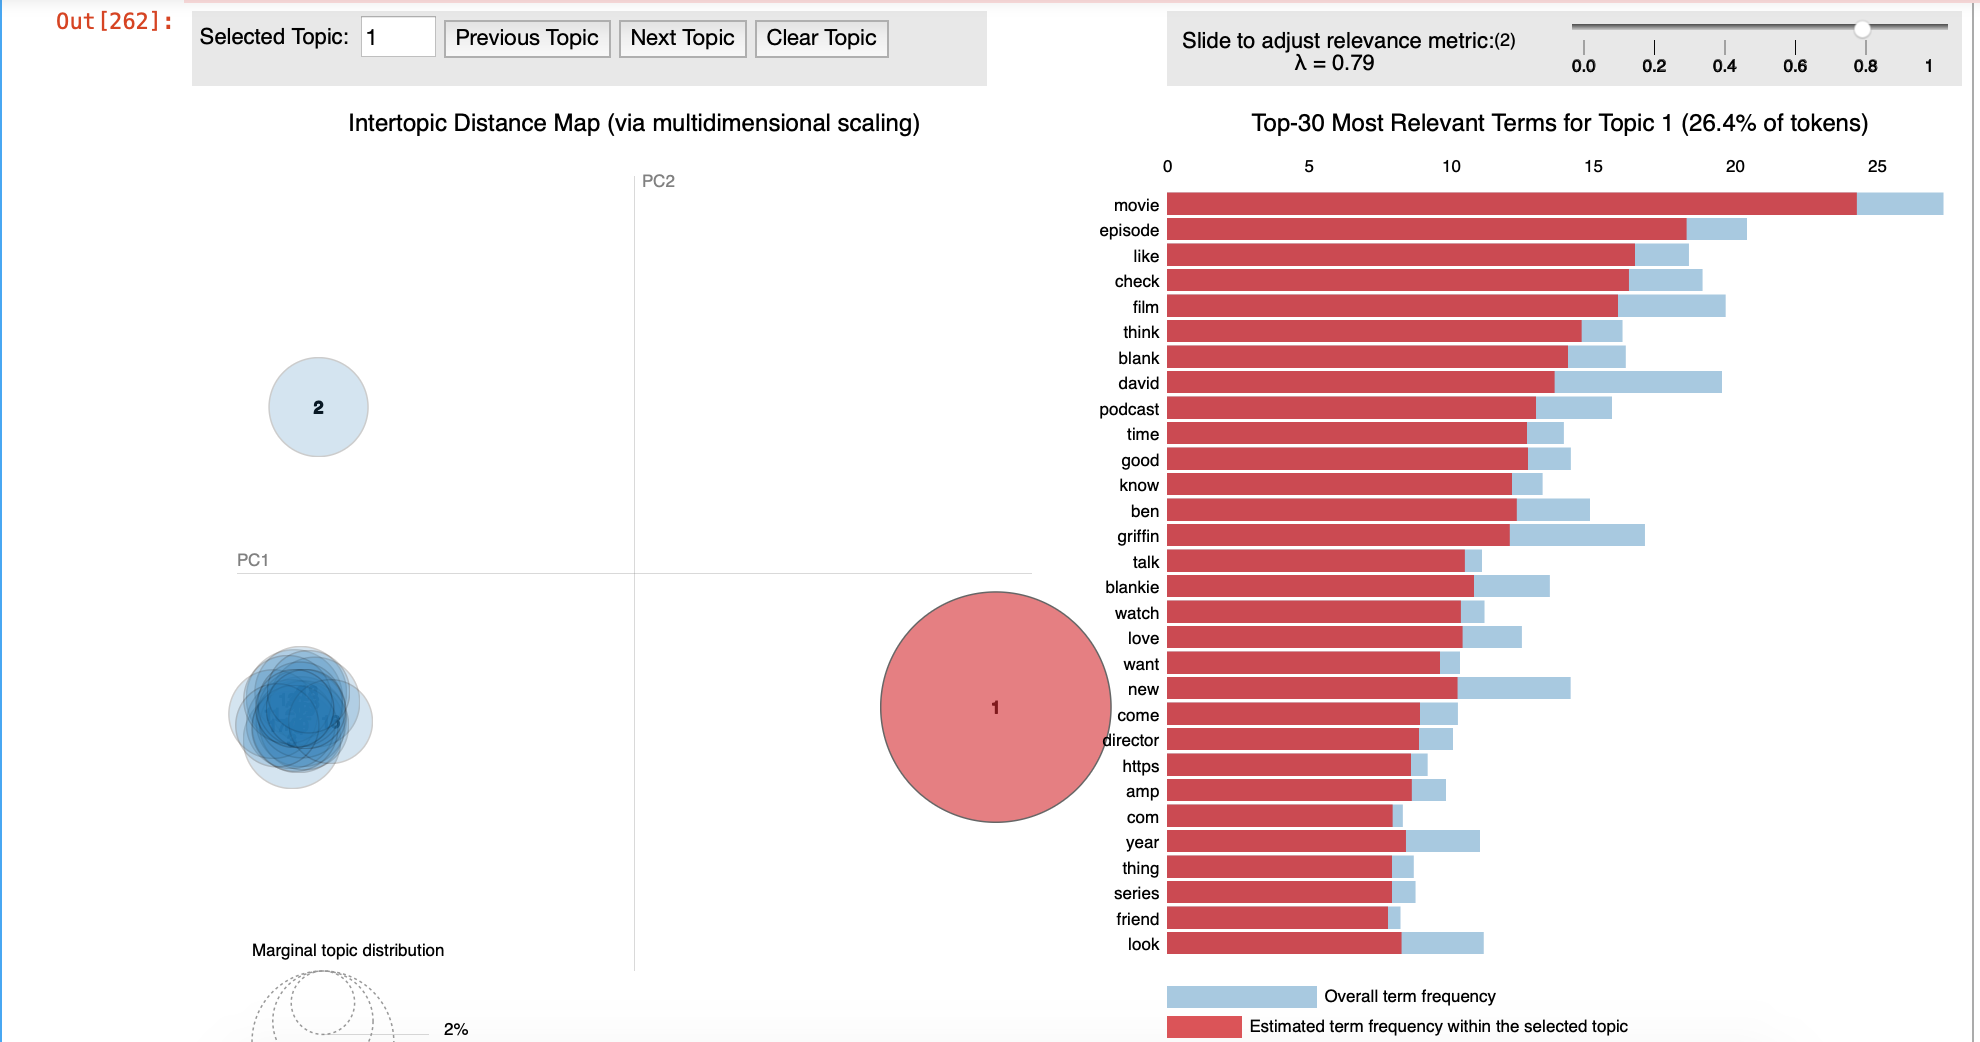 Out[262]:
Selected Topic: 1 Previous Topic Next Topic Clear Topic
Slide to adjust relevance metric:(2)
λ = 0.79
0.0 0.2 0.4 0.6 0.8 1
Intertopic Distance Map (via multidimensional scaling)
PC2
PC1
2
1
Marginal topic distribution
2%
Top-30 Most Relevant Terms for Topic 1 (26.4% of tokens)
0 5 10 15 20 25
movie
episode
like
check
film
think
blank
david
podcast
time
good
know
ben
griffin
talk
blankie
watch
love
want
new
come
director
https
amp
com
year
thing
series
friend
look
Overall term frequency
Estimated term frequency within the selected topic